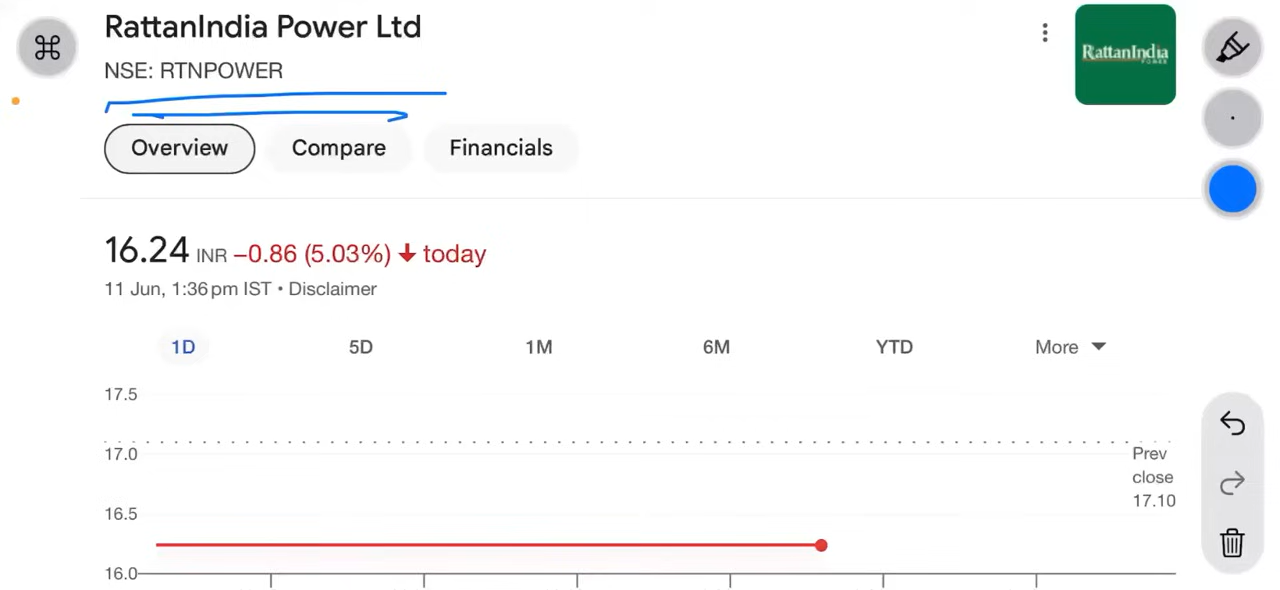 RattanIndia Power Ltd
NSE: RTNPOWER
RattanIndia
POWER
Overview
Compare
Financials
16.24 INR −0.86 (5.03%) ↓ today
11 Jun, 1:36 pm IST • Disclaimer
1D
5D
1M
6M
YTD
More
17.5
17.0
16.5
16.0
Prev
close
17.10